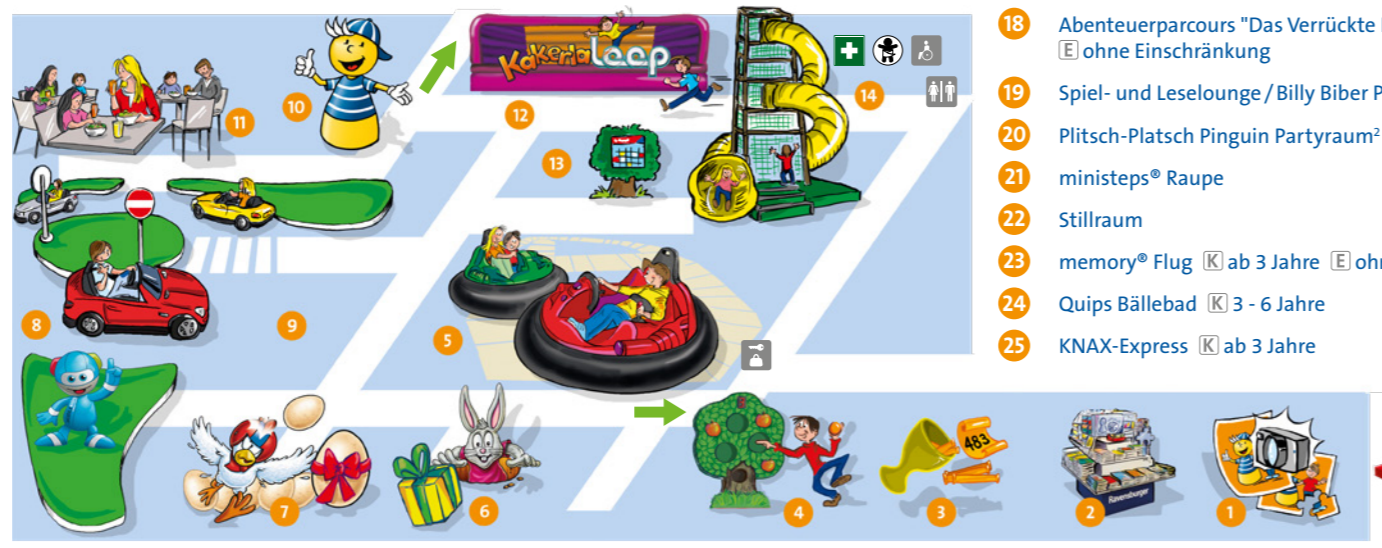 KakerlaLoop
11
10
12
14
13
8
9
5
483
Ravensburger
7
6
4
3
2
1
18 Abenteuerparcours "Das Verrückte
E ohne Einschränkung
19 Spiel- und Leselounge / Billy Biber
20 Plitsch-Platsch Pinguin Partyraum²
21 ministeps® Raupe
22 Stillraum
23 memory® Flug K ab 3 Jahre E
24 Quips Bällebad K 3 - 6 Jahre
25 KNAX-Express K ab 3 Jahre